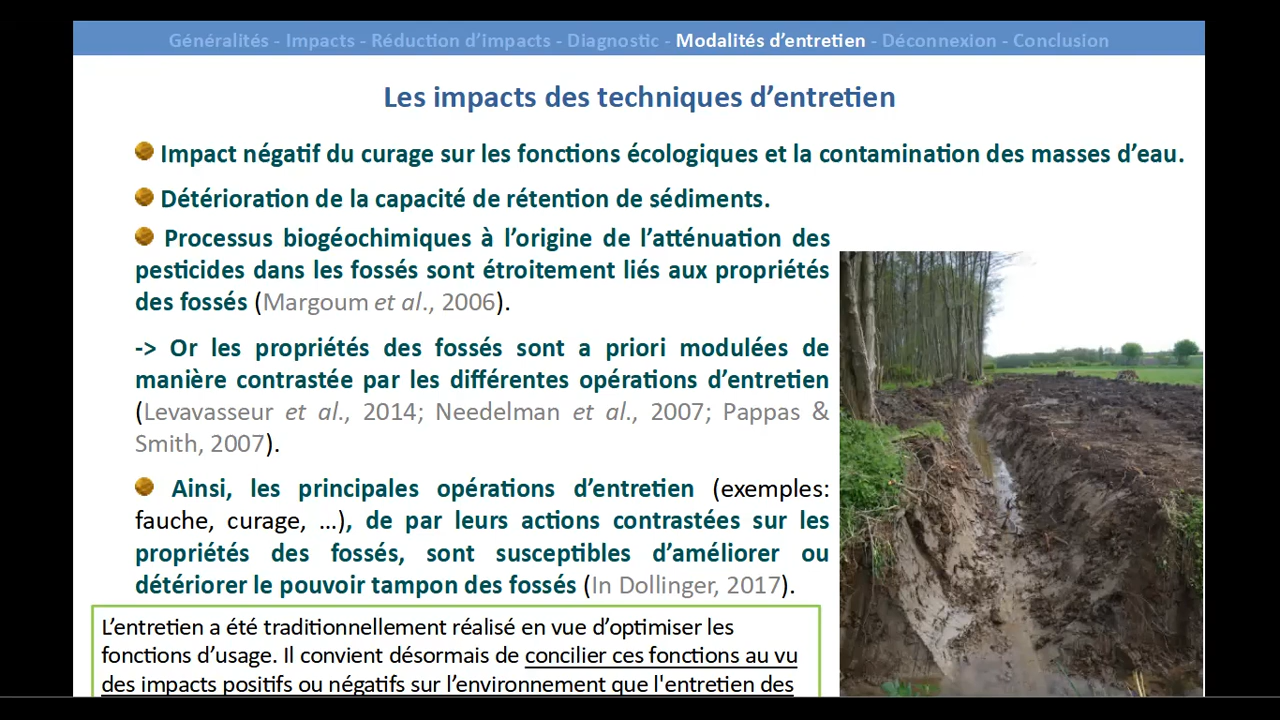 Généralités - Impacts - Réduction d’impacts - Diagnostic - Modalités d’entretien - Déconnexion - Conclusion
Les impacts des techniques d’entretien
Impact négatif du curage sur les fonctions écologiques et la contamination des masses d’eau.
Détérioration de la capacité de rétention de sédiments.
Processus biogéochimiques à l’origine de l’atténuation des
pesticides dans les fossés sont étroitement liés aux propriétés
des fossés (Margoum et al., 2006).
-> Or les propriétés des fossés sont a priori modulées de
manière contrastée par les différentes opérations d’entretien
(Levavasseur et al., 2014; Needelman et al., 2007; Pappas &
Smith, 2007).
Ainsi, les principales opérations d’entretien (exemples:
fauche, curage, …), de par leurs actions contrastées sur les
propriétés des fossés, sont susceptibles d’améliorer ou
détériorer le pouvoir tampon des fossés (In Dollinger, 2017).
L’entretien a été traditionnellement réalisé en vue d’optimiser les
fonctions d’usage. Il convient désormais de concilier ces fonctions au vu
des impacts positifs ou négatifs sur l’environnement que l'entretien des